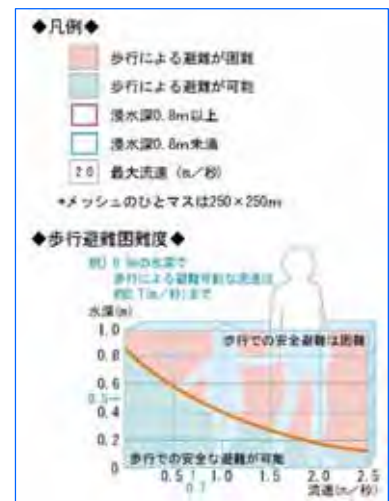 ◆凡例◆
歩行による避難が困難
歩行による避難が可能
浸水深0.8m以上
浸水深0.8m未満
2.0 最大流速（m／秒）
*メッシュのひとマスは250×250m
◆歩行避難困難度◆
の水深で
歩行による避難可能な流速は
約0.7(m／秒)まで
水深(m)
1.0
歩行での安全避難は困難
0.8
0.6
0.5
0.4
0.2
歩行での安全な避難が可能
0
0.5
0.7
1.0
1.5
2.0
2.5
流速(m／秒)